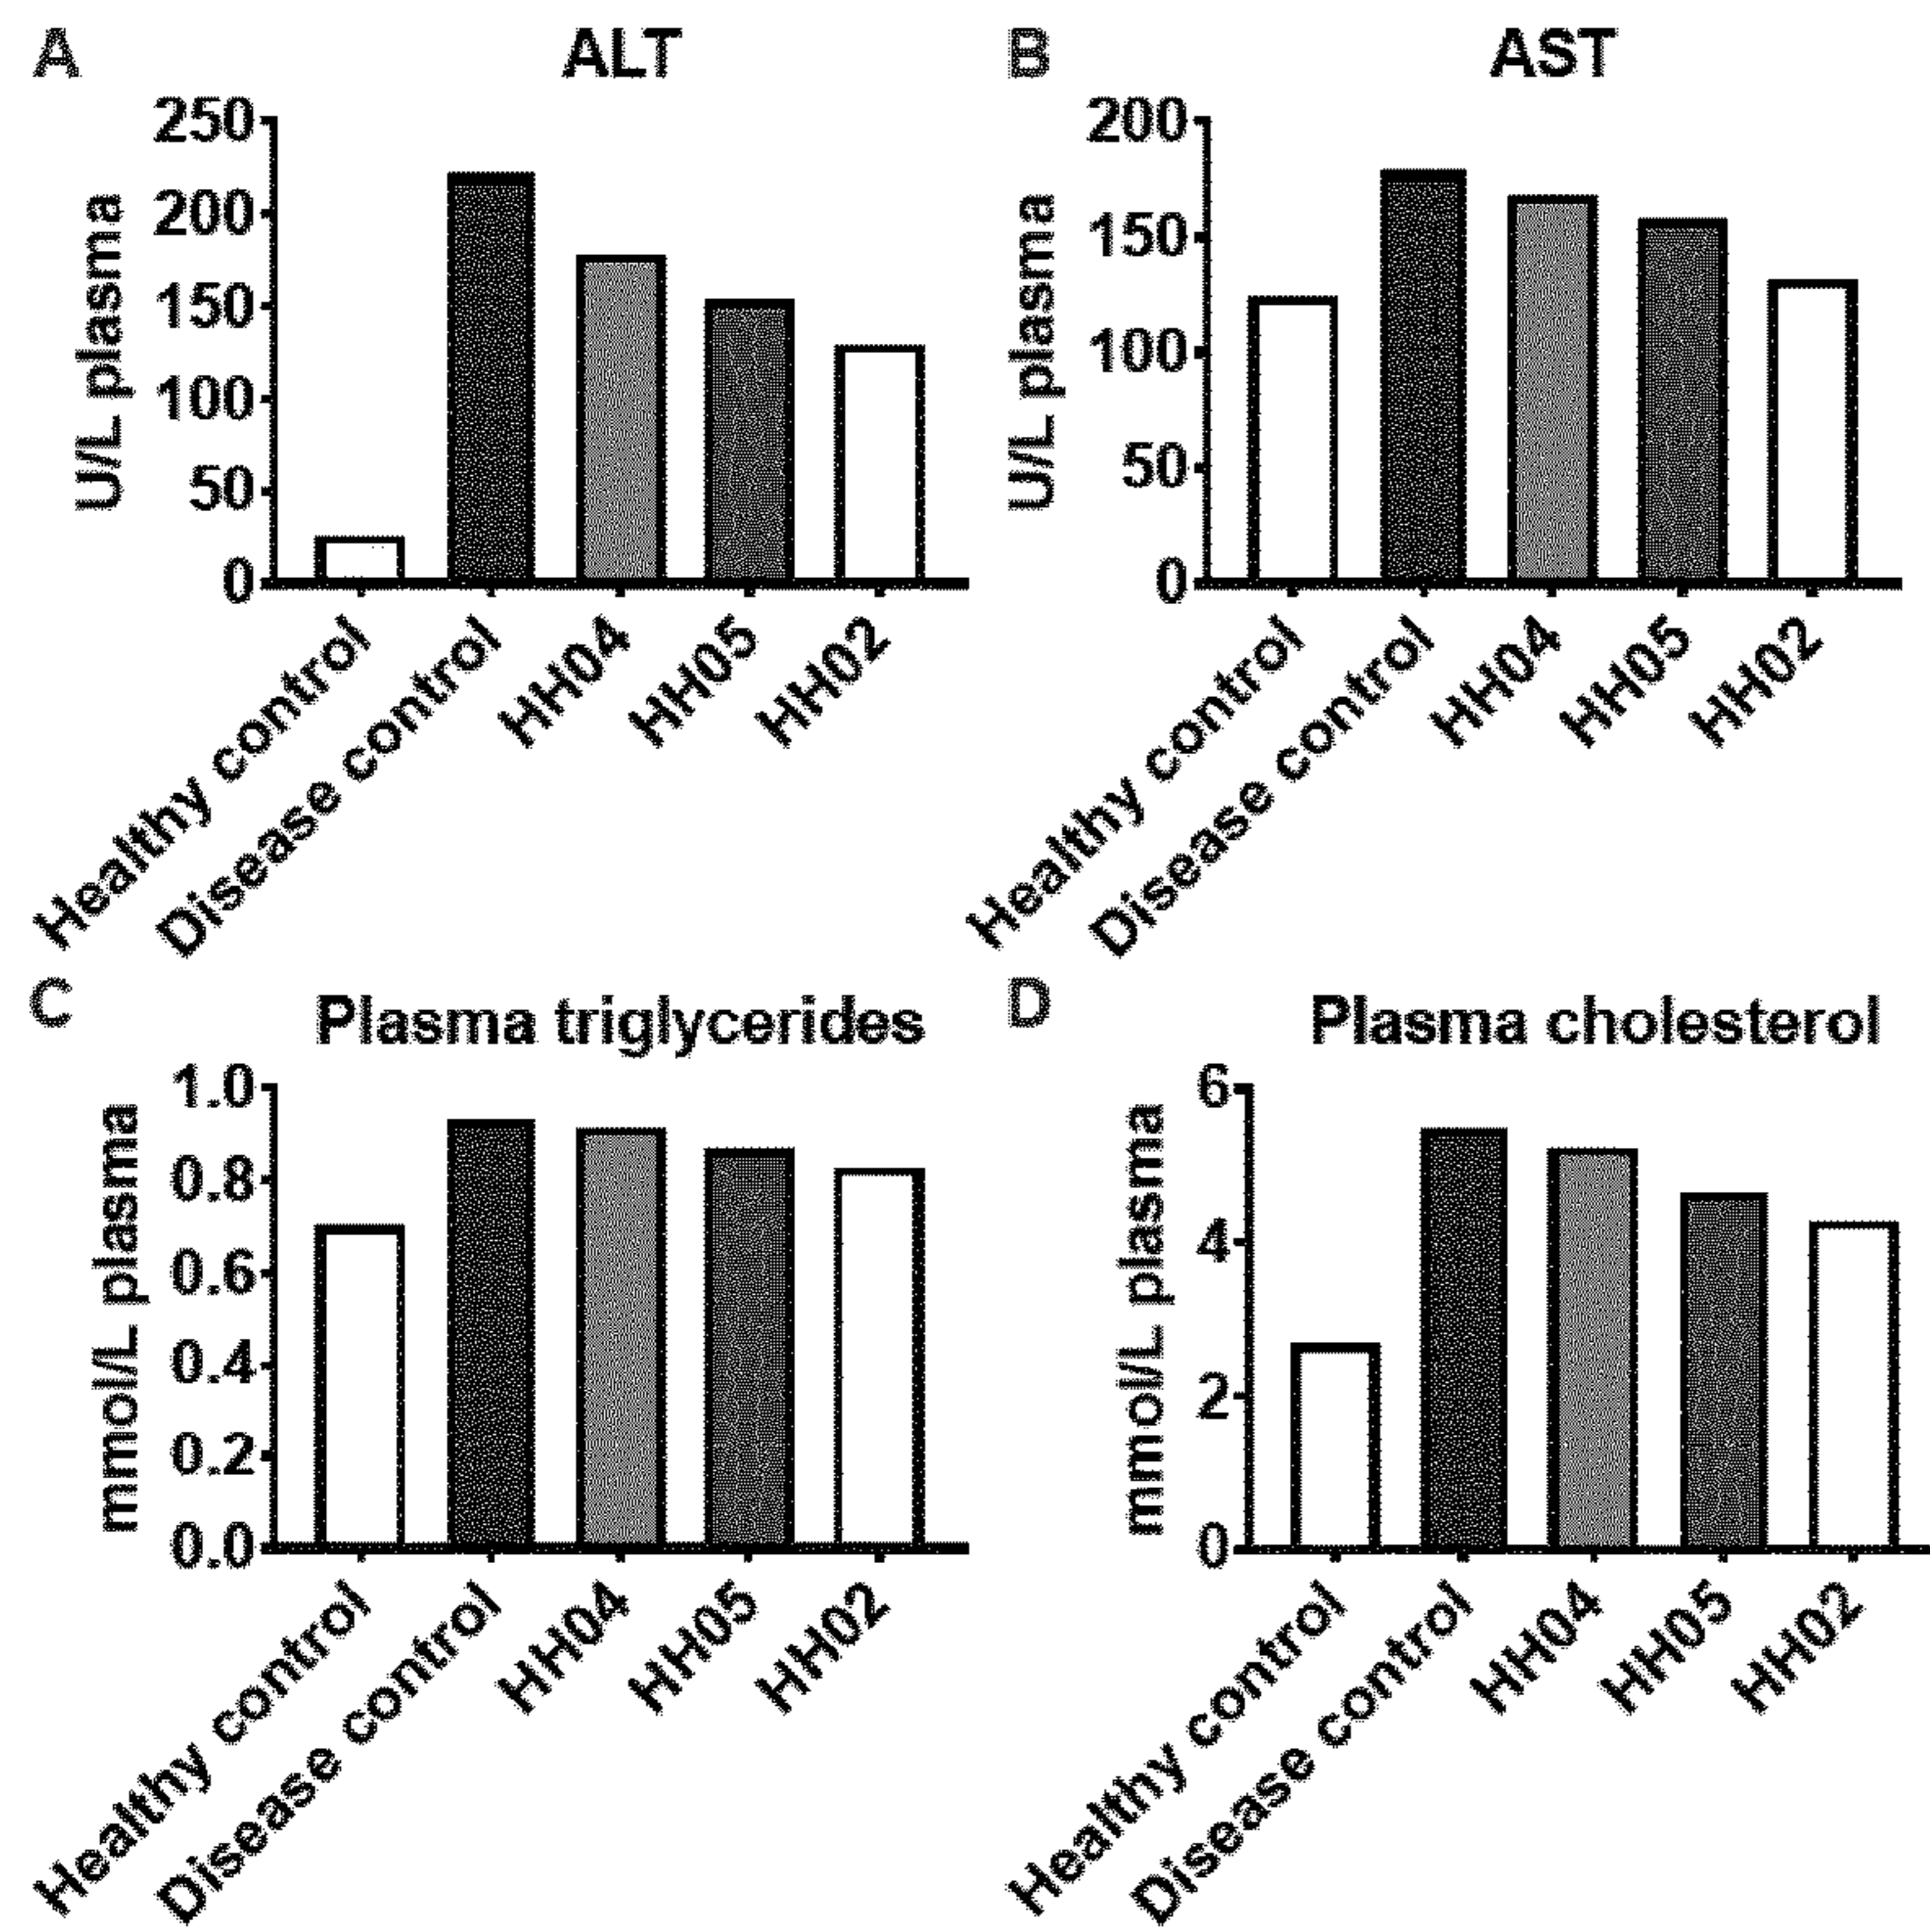 A
ALT
250
200
150
100
50
0
U/L plasma
Healthy control
Disease control
HH04
HH05
HH02
B
AST
200
150
100
50
0
U/L plasma
Healthy control
Disease control
HH04
HH05
HH02
C
Plasma triglycerides
1.0
0.8
0.6
0.4
0.2
0.0
mmol/L plasma
Healthy control
Disease control
HH04
HH05
HH02
D
Plasma cholesterol
6
4
2
0
mmol/L plasma
Healthy control
Disease control
HH04
HH05
HH02